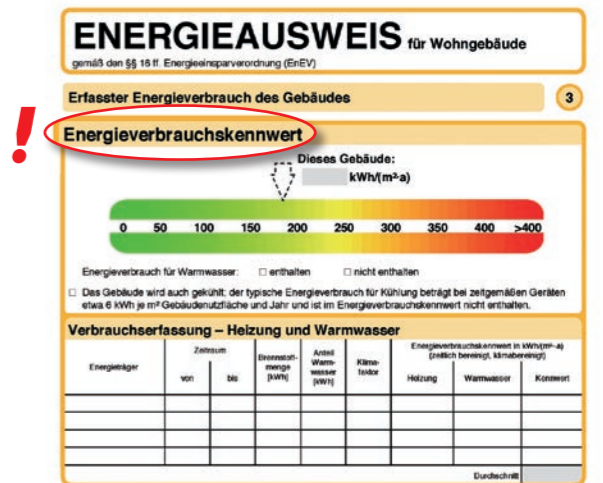 ENERGIEAUSWEIS für Wohngebäude
gemäß den §§ 16 ff. Energieeinsparverordnung (EnEV)
Erfasster Energieverbrauch des Gebäudes 3
!
Energieverbrauchskennwert
Dieses Gebäude:
kWh/(m²·a)
0 50 100 150 200 250 300 350 400 >400
Energieverbrauch für Warmwasser: □ enthalten □ nicht enthalten
□ Das Gebäude wird auch gekühlt; der typische Energieverbrauch für Kühlung beträgt bei zeitgemäßen Geräten
etwa 6 kWh je m² Gebäudenutzfläche und Jahr und ist im Energieverbrauchskennwert nicht enthalten.
Verbrauchserfassung – Heizung und Warmwasser
Energieträger
Zeitraum
von bis
Brennstoff-
menge
[kWh]
Anteil
Warm-
wasser
[kWh]
Klima-
faktor
Energieverbrauchskennwert in kWh/(m²·a)
(zeitlich bereinigt, klimabereinigt)
Heizung Warmwasser Kennwert
Durchschnitt